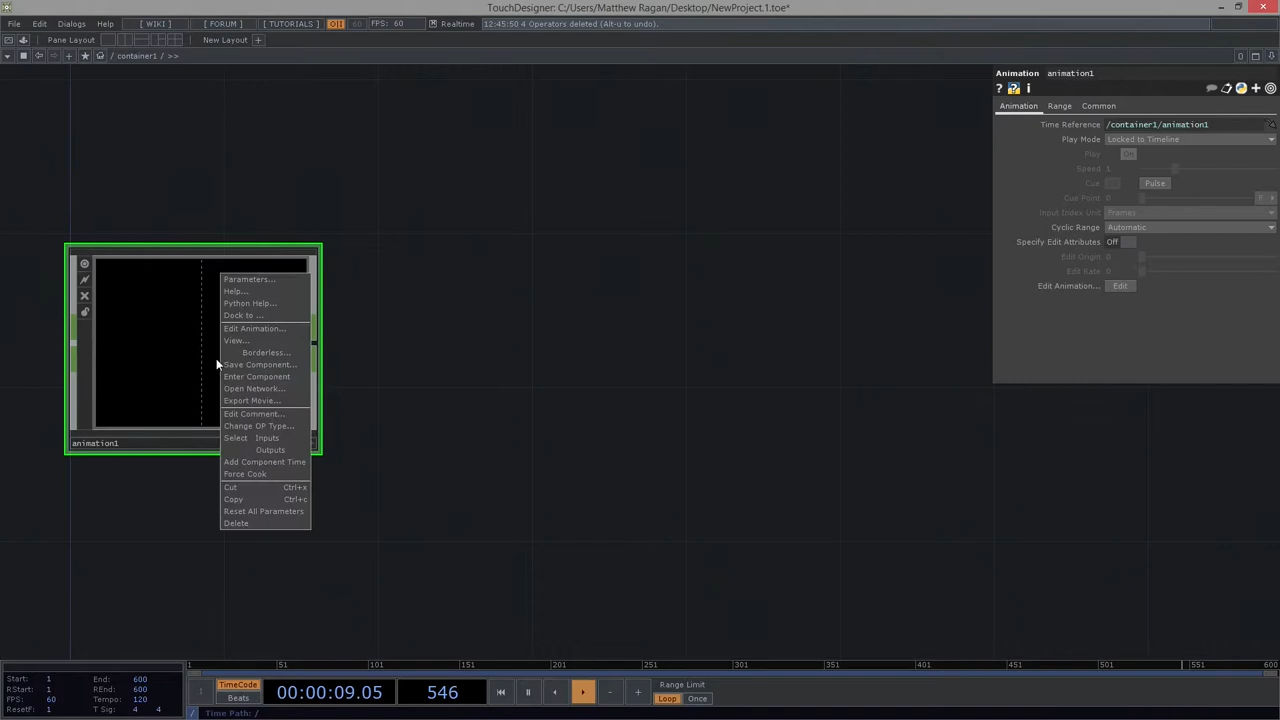 TouchDesigner: C:/Users/Matthew Ragan/Desktop/NewProject.1.toe*
File Edit Dialogs Help [ WIKI ] [ FORUM ] [ TUTORIALS ] O|I 60 FPS: 60 Realtime 12:45:50 4 Operators deleted (Alt-u to undo).
Pane Layout New Layout +
/ container1 / >> 0
Animation animation1
? ? i
Animation Range Common
Time Reference /container1/animation1
Play Mode Locked to Timeline
Play On
Speed 1
Cue Pulse
Cue Point 0 F
Input Index Unit Frames
Cyclic Range Automatic
Specify Edit Attributes Off
Edit Origin 0
Edit Rate 0
Edit Animation... Edit
Parameters...
Help...
Python Help...
Dock to ...
Edit Animation...
View...
Borderless...
Save Component...
Enter Component
Open Network...
Export Movie...
Edit Comment...
Change OP Type...
Select Inputs
Outputs
Add Component Time
Force Cook
Cut Ctrl+x
Copy Ctrl+c
Reset All Parameters
Delete
animation1
1 51 101 151 201 251 301 351 401 451 501 551 600
Start: 1 End: 600
RStart: 1 REnd: 600
FPS: 60 Tempo: 120
ResetF: 1 T Sig: 4 4
1 TimeCode Beats 00:00:09.05 546 - +
Range Limit
Loop Once
/ Time Path: /